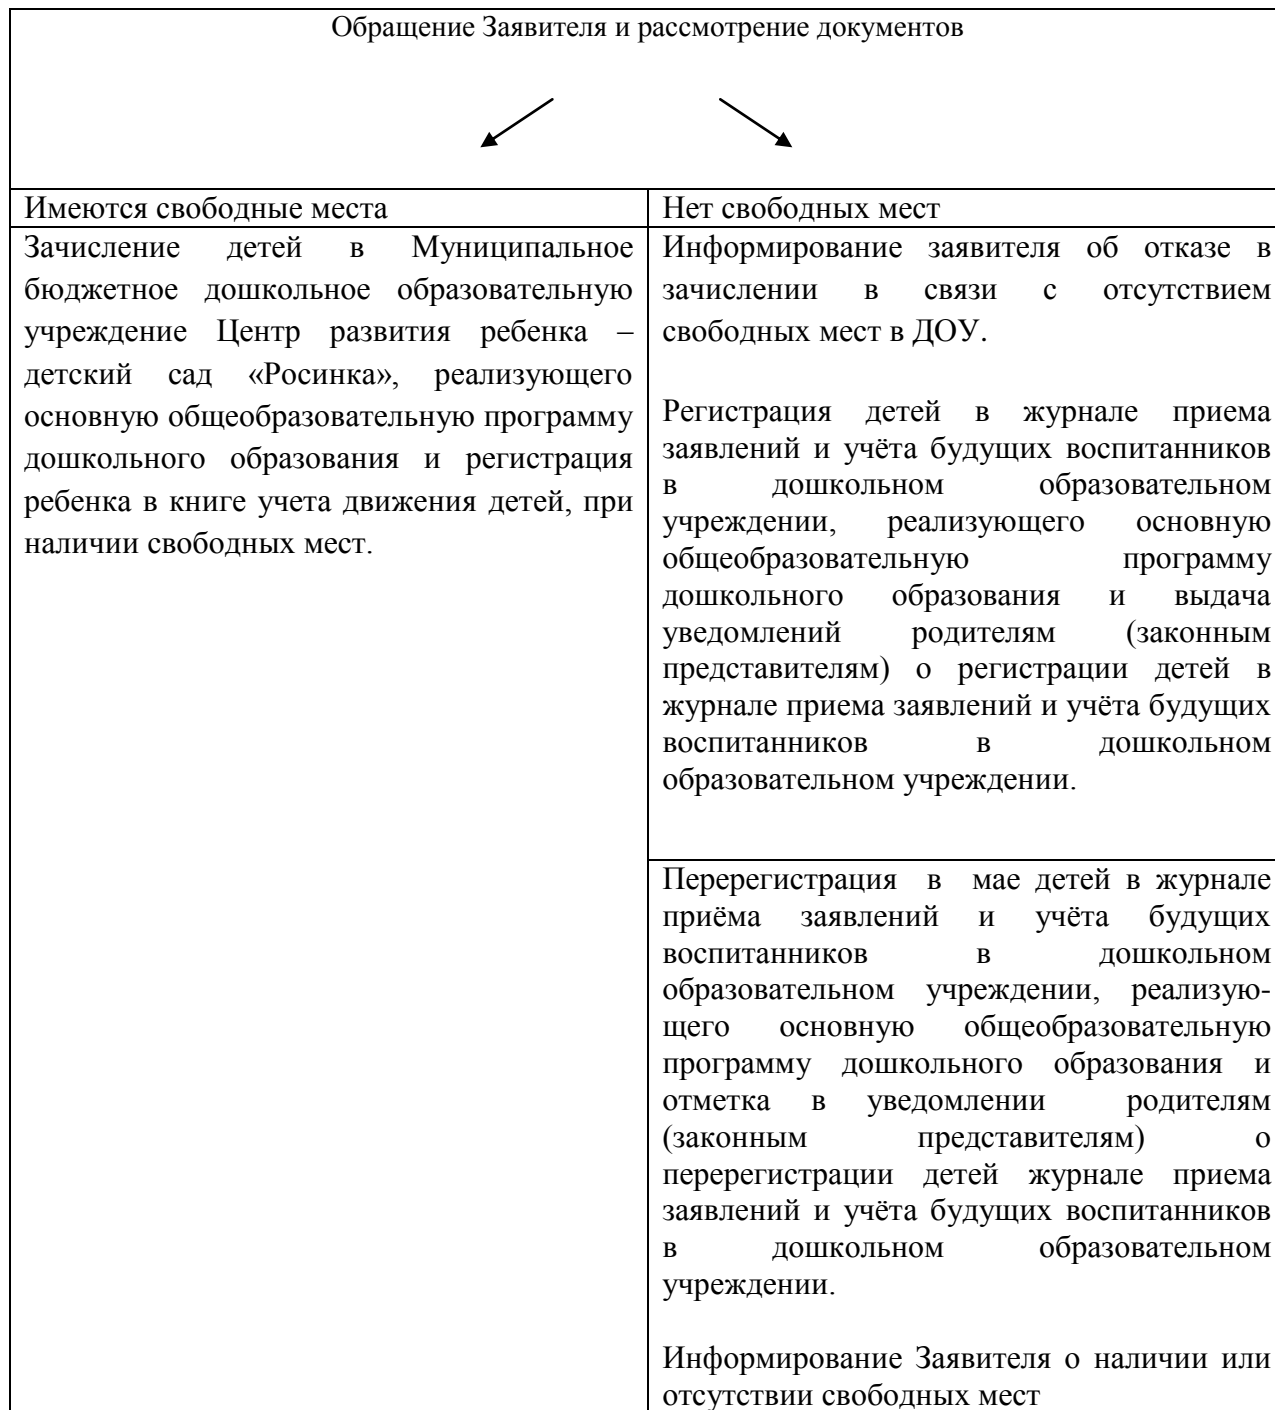 Обращение Заявителя и рассмотрение документов
Имеются свободные места
Зачисление детей в Муниципальное
бюджетное дошкольное образовательную
учреждение Центр развития ребенка –
детский сад «Росинка», реализующего
основную общеобразовательную программу
дошкольного образования и регистрация
ребенка в книге учета движения детей, при
наличии свободных мест.
Нет свободных мест
Информирование заявителя об отказе в
зачислении в связи с отсутствием
свободных мест в ДОУ.
Регистрация детей в журнале приема
заявлений и учёта будущих воспитанников
в дошкольном образовательном
учреждении, реализующего основную
общеобразовательную программу
дошкольного образования и выдача
уведомлений родителям (законным
представителям) о регистрации детей в
журнале приема заявлений и учёта будущих
воспитанников в дошкольном
образовательном учреждении.
Перерегистрация в мае детей в журнале
приёма заявлений и учёта будущих
воспитанников в дошкольном
образовательном учреждении, реализую-
щего основную общеобразовательную
программу дошкольного образования и
отметка в уведомлении родителям
(законным представителям) о
перерегистрации детей журнале приема
заявлений и учёта будущих воспитанников
в дошкольном образовательном
учреждении.
Информирование Заявителя о наличии или
отсутствии свободных мест